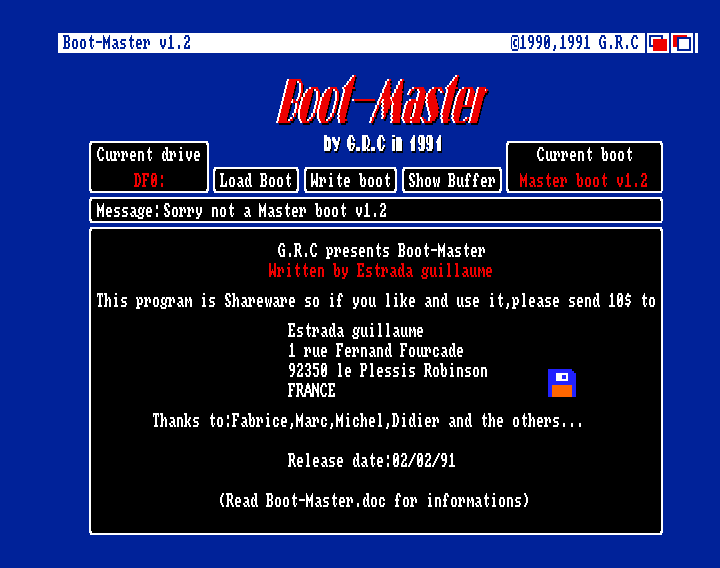 Boot-Master v1.2 ©1990,1991 G.R.C
Boot-Master
by G.R.C in 1991
Current drive
DF0:
Load Boot
Write boot
Show Buffer
Current boot
Master boot v1.2
Message:Sorry not a Master boot v1.2
G.R.C presents Boot-Master
Written by Estrada guillaume
This program is Shareware so if you like and use it,please send 10$ to
Estrada guillaume
1 rue Fernand Fourcade
92350 le Plessis Robinson
FRANCE
Thanks to:Fabrice,Marc,Michel,Didier and the others...
Release date:02/02/91
(Read Boot-Master.doc for informations)